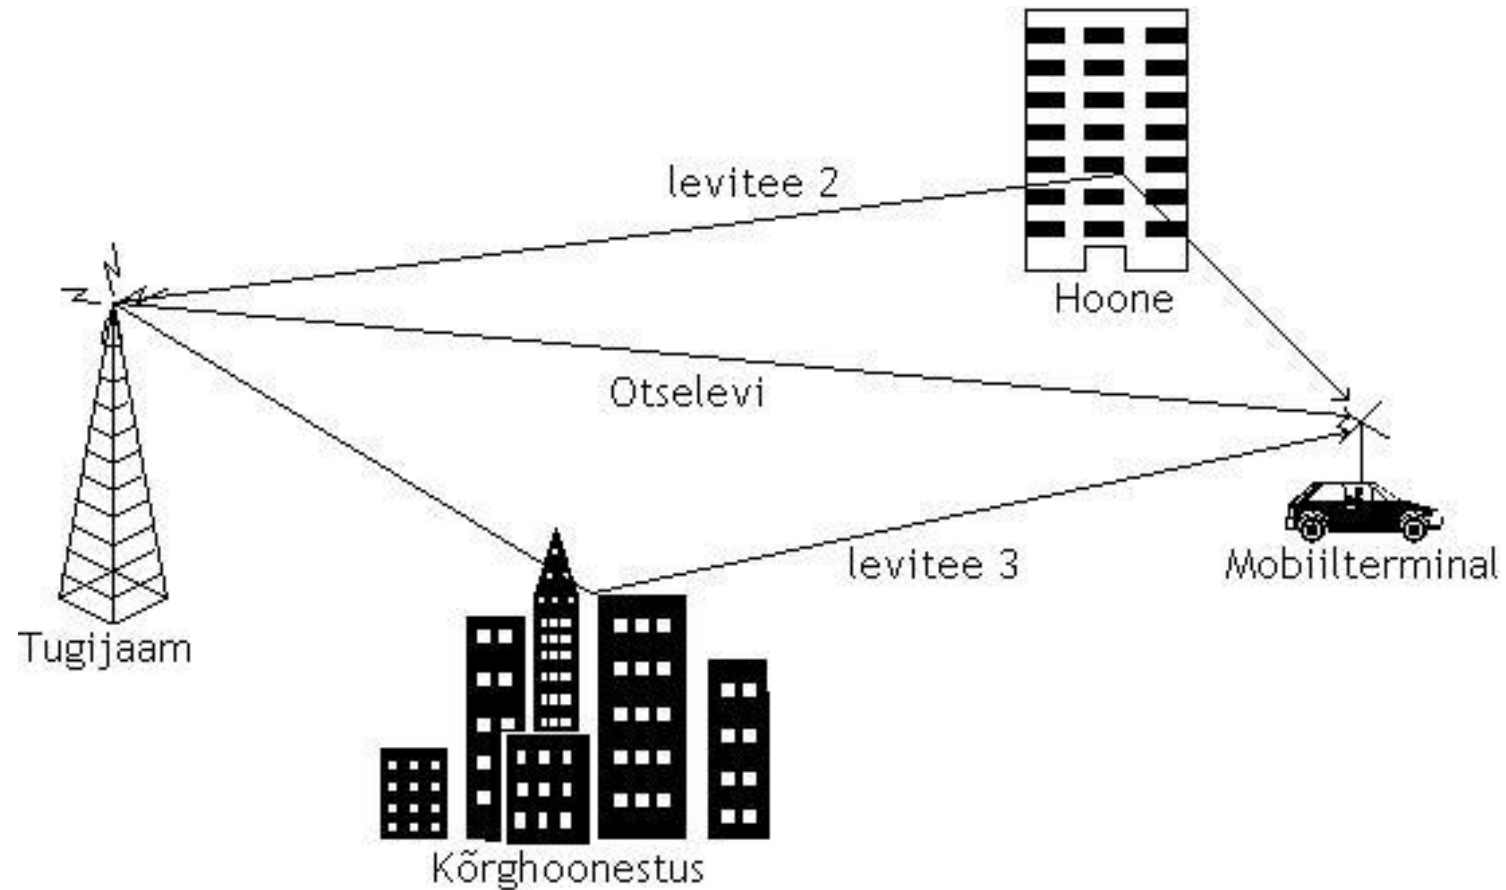 levitee 2
Hoone
Otselevi
levitee 3
Mobiilterminal
Tugijaam
Kõrghoonestus